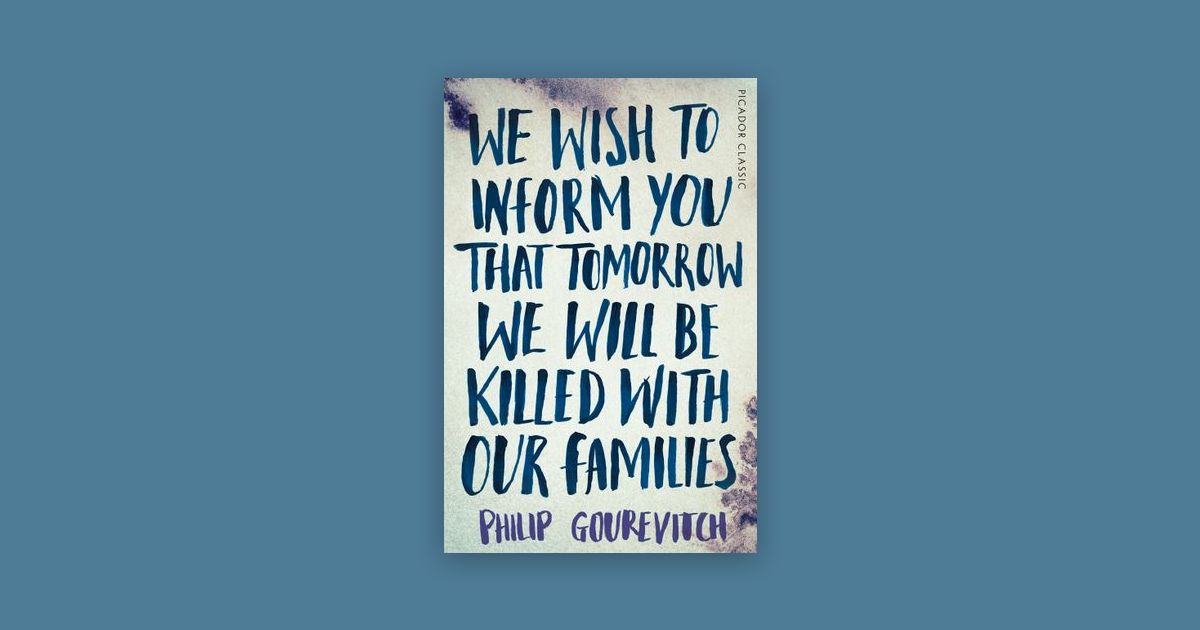 WE WISH TO
INFORM YOU
THAT TOMORROW
WE WILL BE
KILLED WITH
OUR FAMILIES
PHILIP GOUREVITCH
PICADOR CLASSIC